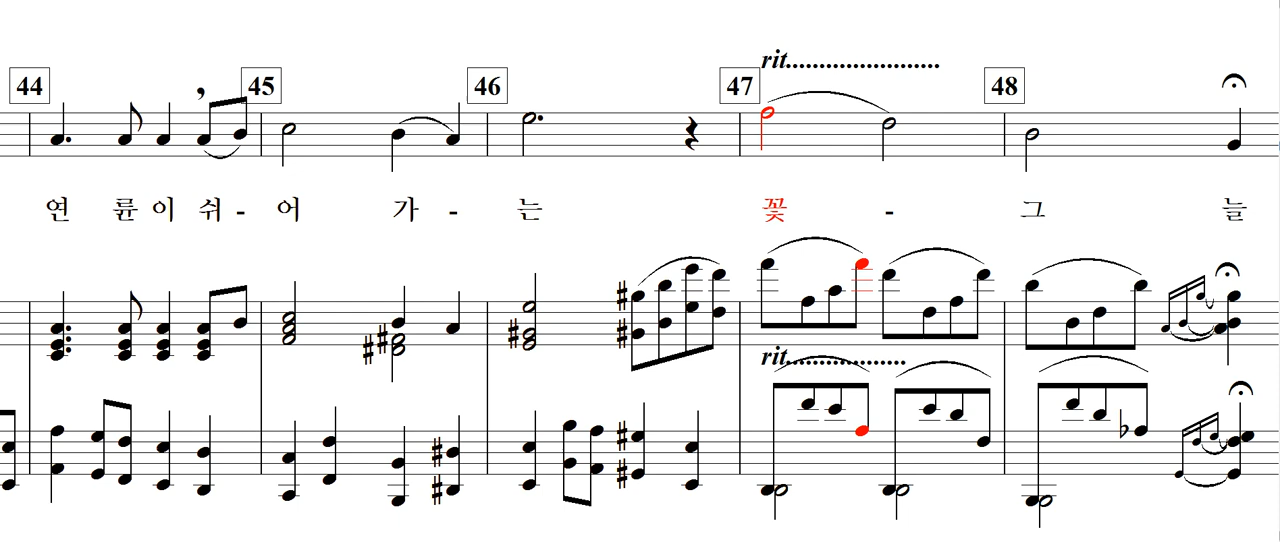 rit.......................
44 45 46 47 48
연 륜 이 쉬 - 어 가 - 는 꽃 - 그 늘
rit..................